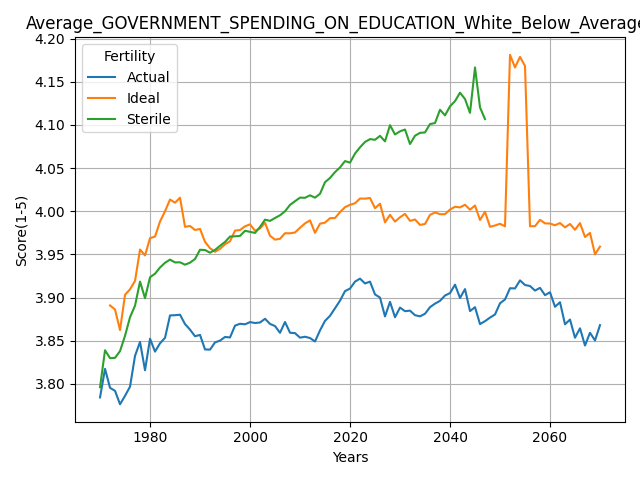 Average_GOVERNMENT_SPENDING_ON_EDUCATION_White_Below_Average
Fertility
Actual
Ideal
Sterile
Score(1-5)
4.20
4.15
4.10
4.05
4.00
3.95
3.90
3.85
3.80
1980 2000 2020 2040 2060
Years